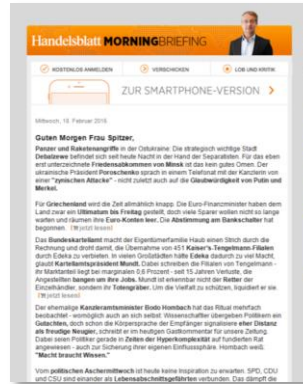 Handelsblatt MORNINGBRIEFING
KOSTENLOS ANMELDEN VERSCHICKEN LOB UND KRITIK
ZUR SMARTPHONE-VERSION >
Mittwoch, 18. Februar
Guten Morgen Frau Spitzer,
Panzer und Raketenangriffe in der Ostukraine: Die strategisch wichtige Stadt
Debalzewe befindet sich seit heute Nacht in der Hand der Separatisten. Für das eben
erst unterzeichnete Friedensabkommen von Minsk ist das kein gutes Omen. Der
ukrainische Präsident Poroschenko sprach in einem Telefonat mit der Kanzlerin von
einer "zynischen Attacke" - nicht zuletzt auch auf die Glaubwürdigkeit von Putin und
Merkel.
Für Griechenland wird die Zeit allmählich knapp. Die Euro-Finanzminister haben dem
Land zwar ein Ultimatum bis Freitag gestellt, doch viele Sparer wollen nicht so lange
warten und räumen ihre Euro-Konten leer. Die Abstimmung am Bankschalter hat
begonnen. [jetzt lesen]
Das Bundeskartellamt macht der Eigentümerfamilie Haub einen Strich durch die
Rechnung und droht damit, die Übernahme von 451 Kaiser's-Tengelmann-Filialen
durch Edeka zu verbieten. In vielen Großstädten hätte Edeka dadurch zu viel Macht,
glaubt Kartellamtspräsident Mundt. Dabei schreiben die Filialen von Tengelmann -
ihr Marktanteil liegt bei marginalen 0,6 Prozent - seit 15 Jahren Verluste, die
Angestellten bangen um ihre Jobs. Mundt ist erkennbar nicht der Retter der
Einzelhändler, sondern ihr Totengräber. Um die Vielfalt zu schützen, liquidiert er sie.
[jetzt lesen]
Der ehemalige Kanzleramtsminister Bodo Hombach hat das Ritual mehrfach
beobachtet - womöglich auch an sich selbst: Wissenschaftler übergeben Politikern ein
Gutachten, doch schon die Körpersprache der Empfänger signalisiere eher Distanz
als freudige Neugier, schreibt er im heutigen Gastkommentar für unsere Zeitung.
Dabei seien Politiker gerade in Zeiten der Hyperkomplexität auf fundierten Rat
angewiesen - auch zur Sicherung ihrer eigenen Einflusssphäre. Hombach weiß:
"Macht braucht Wissen."
Vom politischen Aschermittwoch ist heute keine Inspiration zu erwarten. SPD, CDU
und CSU sind einander als Lebensabschnittsgefährten verbunden. Das dämpft die